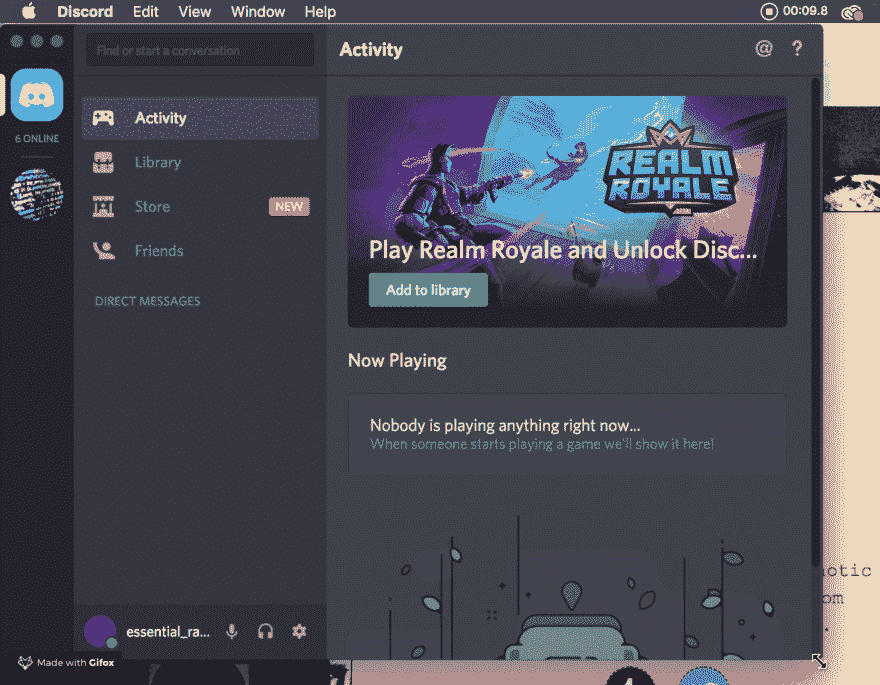 Discord Edit View Window Help 00:09.8
Find or start a conversation
Activity
@ ?
6 ONLINE
Activity
Library
Store NEW
Friends
DIRECT MESSAGES
REALM
ROYALE
Play Realm Royale and Unlock Disc...
Add to library
Now Playing
Nobody is playing anything right now...
When someone starts playing a game we'll show it here!
essential_ra...
Made with Gifox
otic
om
.